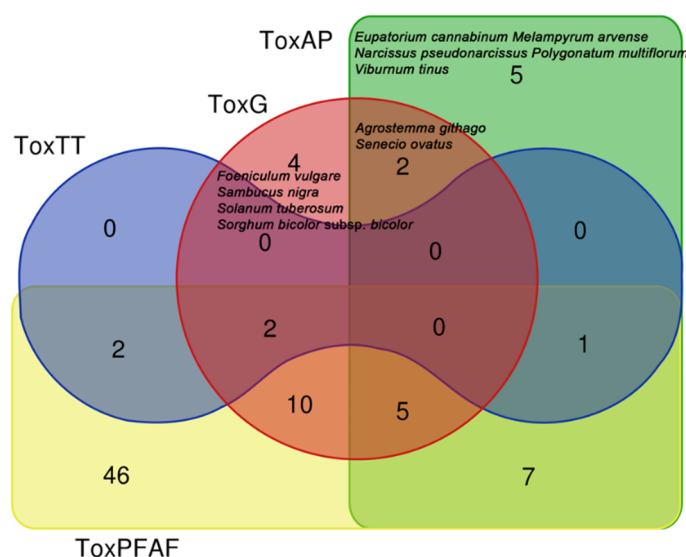 ToxAP
Eupatorium cannabinum Melampyrum arvense
Narcissus pseudonarcissus Polygonatum multiflorum
Viburnum tinus
5
ToxG
Agrostemma githago
Senecio ovatus
ToxTT
4
2
Foeniculum vulgare
Sambucus nigra
Solanum tuberosum
Sorghum bicolor subsp. bicolor
0
0
0
0
2
2
0
1
10
5
46
7
ToxPFAF